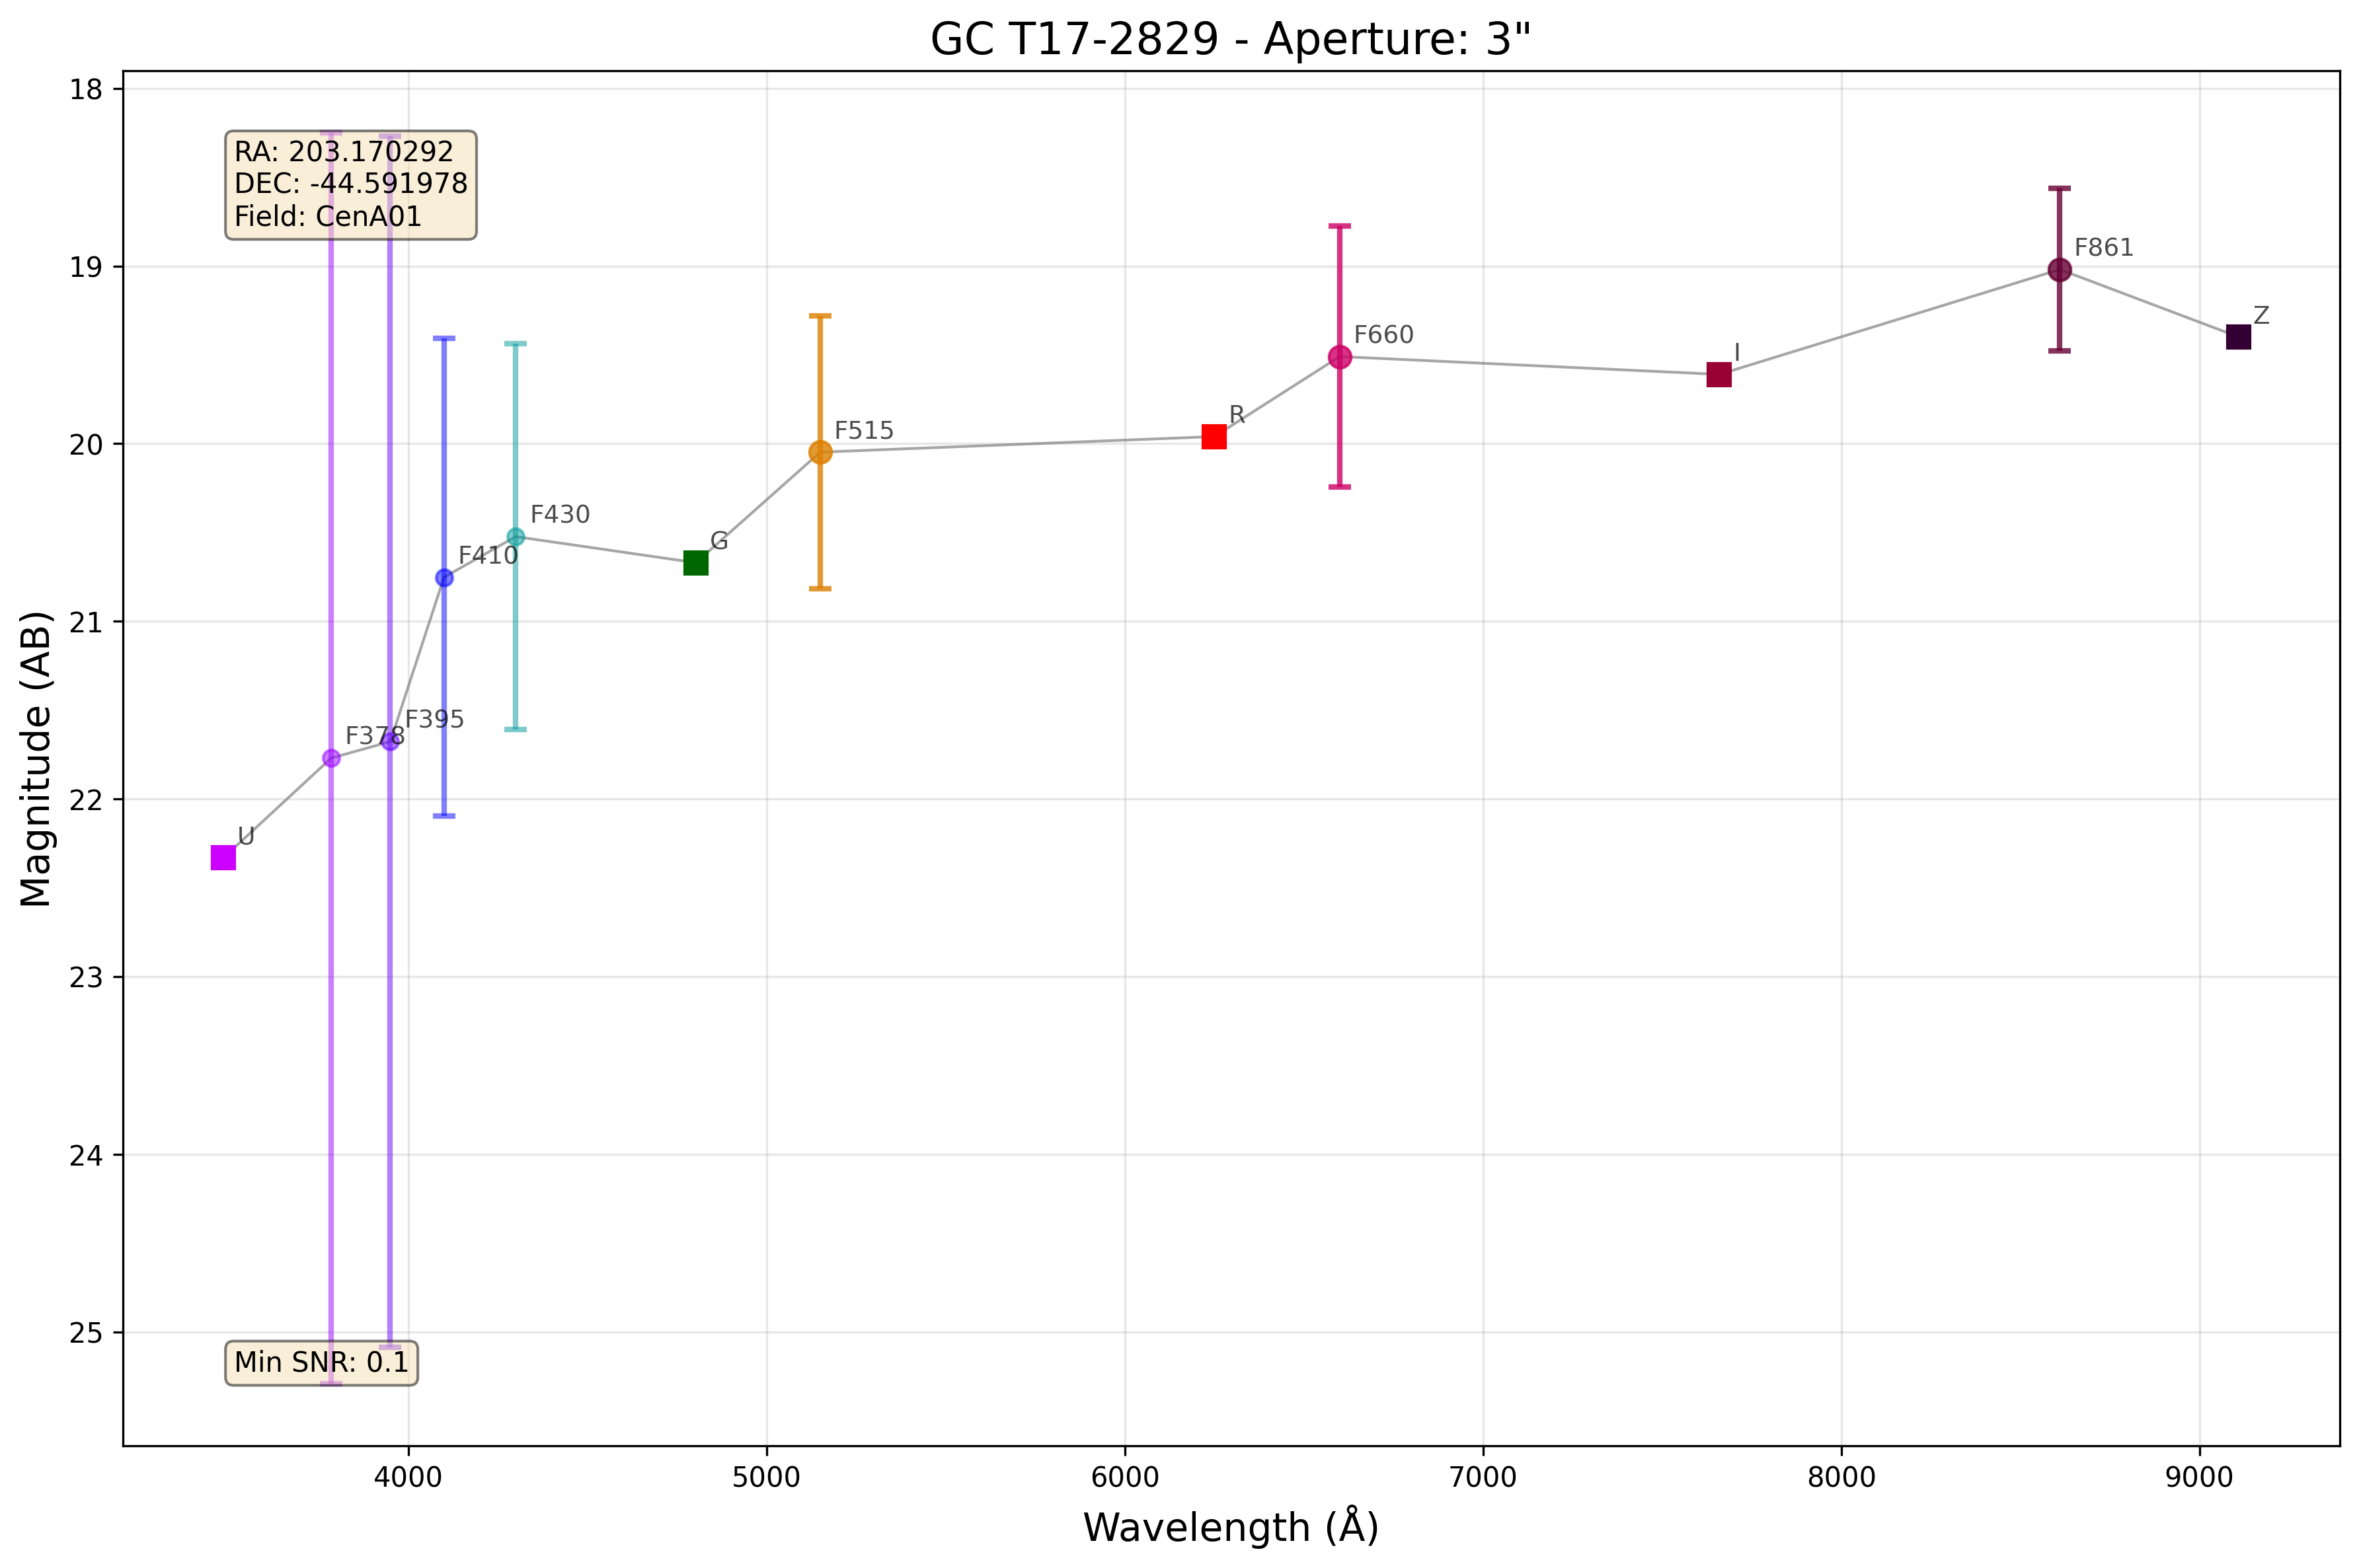 GC T17-2829 - Aperture: 3"
RA: 203.170292
DEC: -44.591978
Field: CenA01
18
19
20
21
22
23
24
25
Magnitude (AB)
U
F378
F395
F410
F430
G
F515
R
F660
I
F861
Z
Min SNR: 0.1
4000
5000
6000
7000
8000
9000
Wavelength (Å)